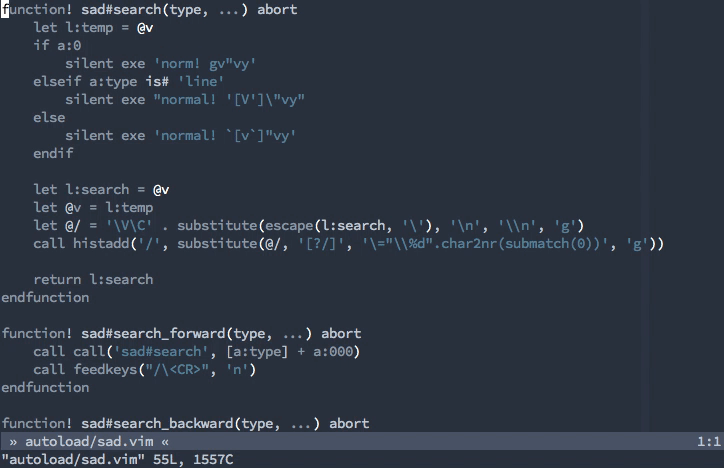 function! sad#search(type, ...) abort
    let l:temp = @v
    if a:0
        silent exe 'norm! gv"vy'
    elseif a:type is# 'line'
        silent exe "normal! '[V']\"vy"
    else
        silent exe 'normal! `[v`]"vy'
    endif

    let l:search = @v
    let @v = l:temp
    let @/ = '\V\C' . substitute(escape(l:search, '\'), '\n', '\\n', 'g')
    call histadd('/', substitute(@/, '[?/]', '\="\\%d".char2nr(submatch(0))', 'g'))

    return l:search
endfunction

function! sad#search_forward(type, ...) abort
    call call('sad#search', [a:type] + a:000)
    call feedkeys("/\<CR>", 'n')
endfunction

function! sad#search_backward(type, ...) abort
» autoload/sad.vim « 1:1
"autoload/sad.vim" 55L, 1557C